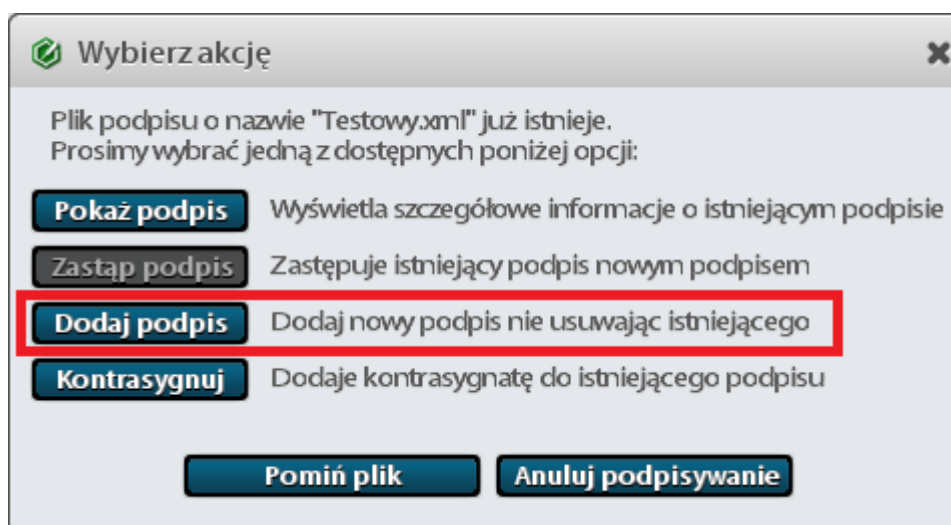 Wybierz akcję
Plik podpisu o nazwie "Testowy.xml" już istnieje.
Prosimy wybrać jedną z dostępnych poniżej opcji:
Pokaż podpis Wyświetla szczegółowe informacje o istniejącym podpisie
Zastąp podpis Zastępuje istniejący podpis nowym podpisem
Dodaj podpis Dodaj nowy podpis nie usuwając istniejącego
Kontrasygnuj Dodaje kontrasygnatę do istniejącego podpisu
Pomiń plik Anuluj podpisywanie